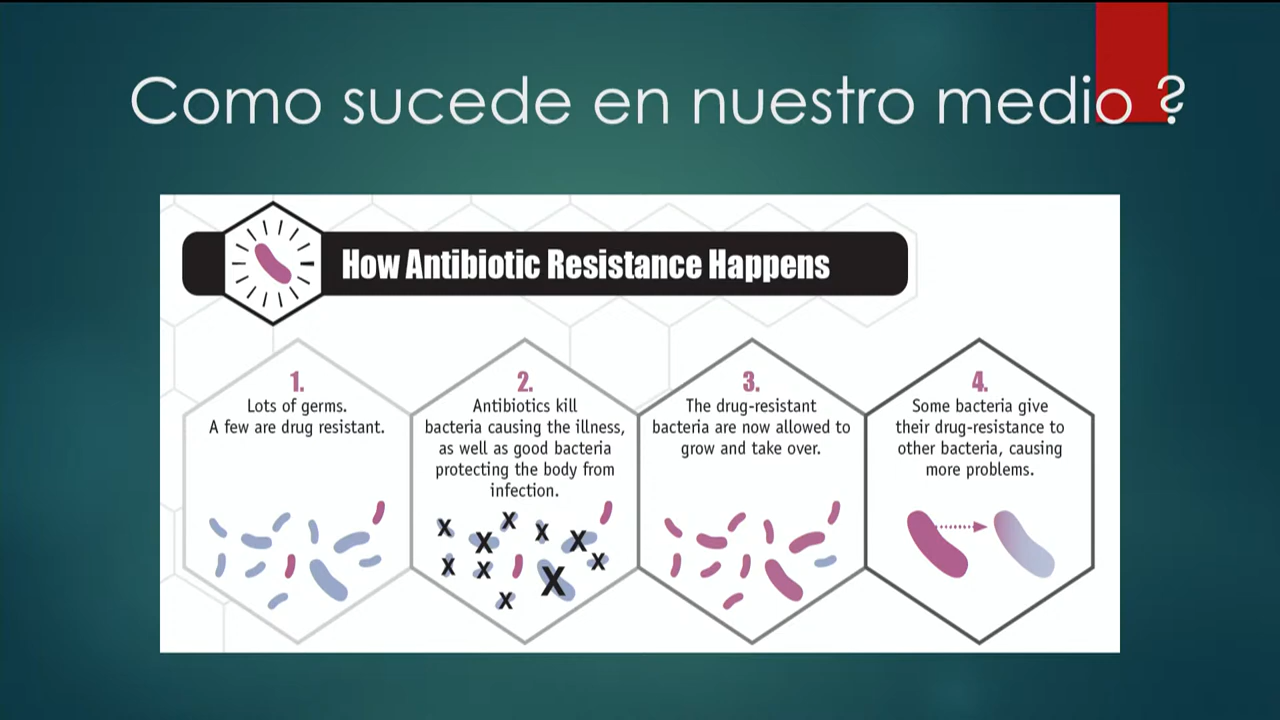 Como sucede en nuestro medio ?
How Antibiotic Resistance Happens
1.
Lots of germs.
A few are drug resistant.
2.
Antibiotics kill
bacteria causing the illness,
as well as good bacteria
protecting the body from
infection.
3.
The drug-resistant
bacteria are now allowed to
grow and take over.
4.
Some bacteria give
their drug-resistance to
other bacteria, causing
more problems.